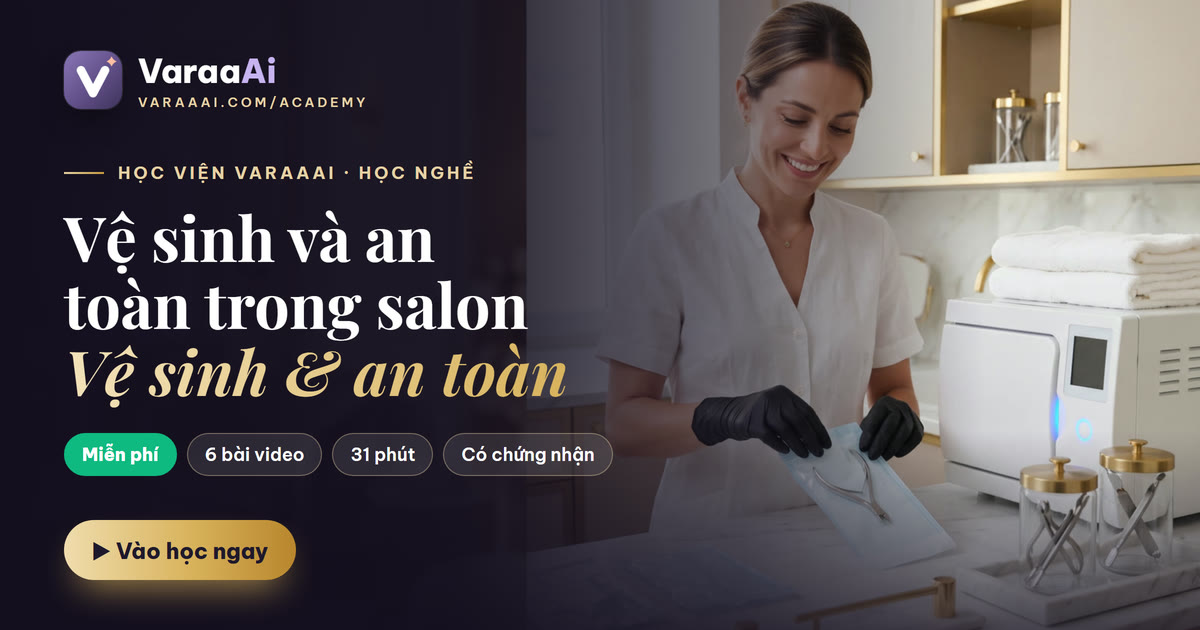 VaraaAi
VARAAAI.COM/ACADEMY
HỌC VIỆN VARAAAI · HỌC NGHỀ
Vệ sinh và an
toàn trong salon
Vệ sinh & an toàn
Miễn phí
6 bài video
31 phút
Có chứng nhận
▶ Vào học ngay